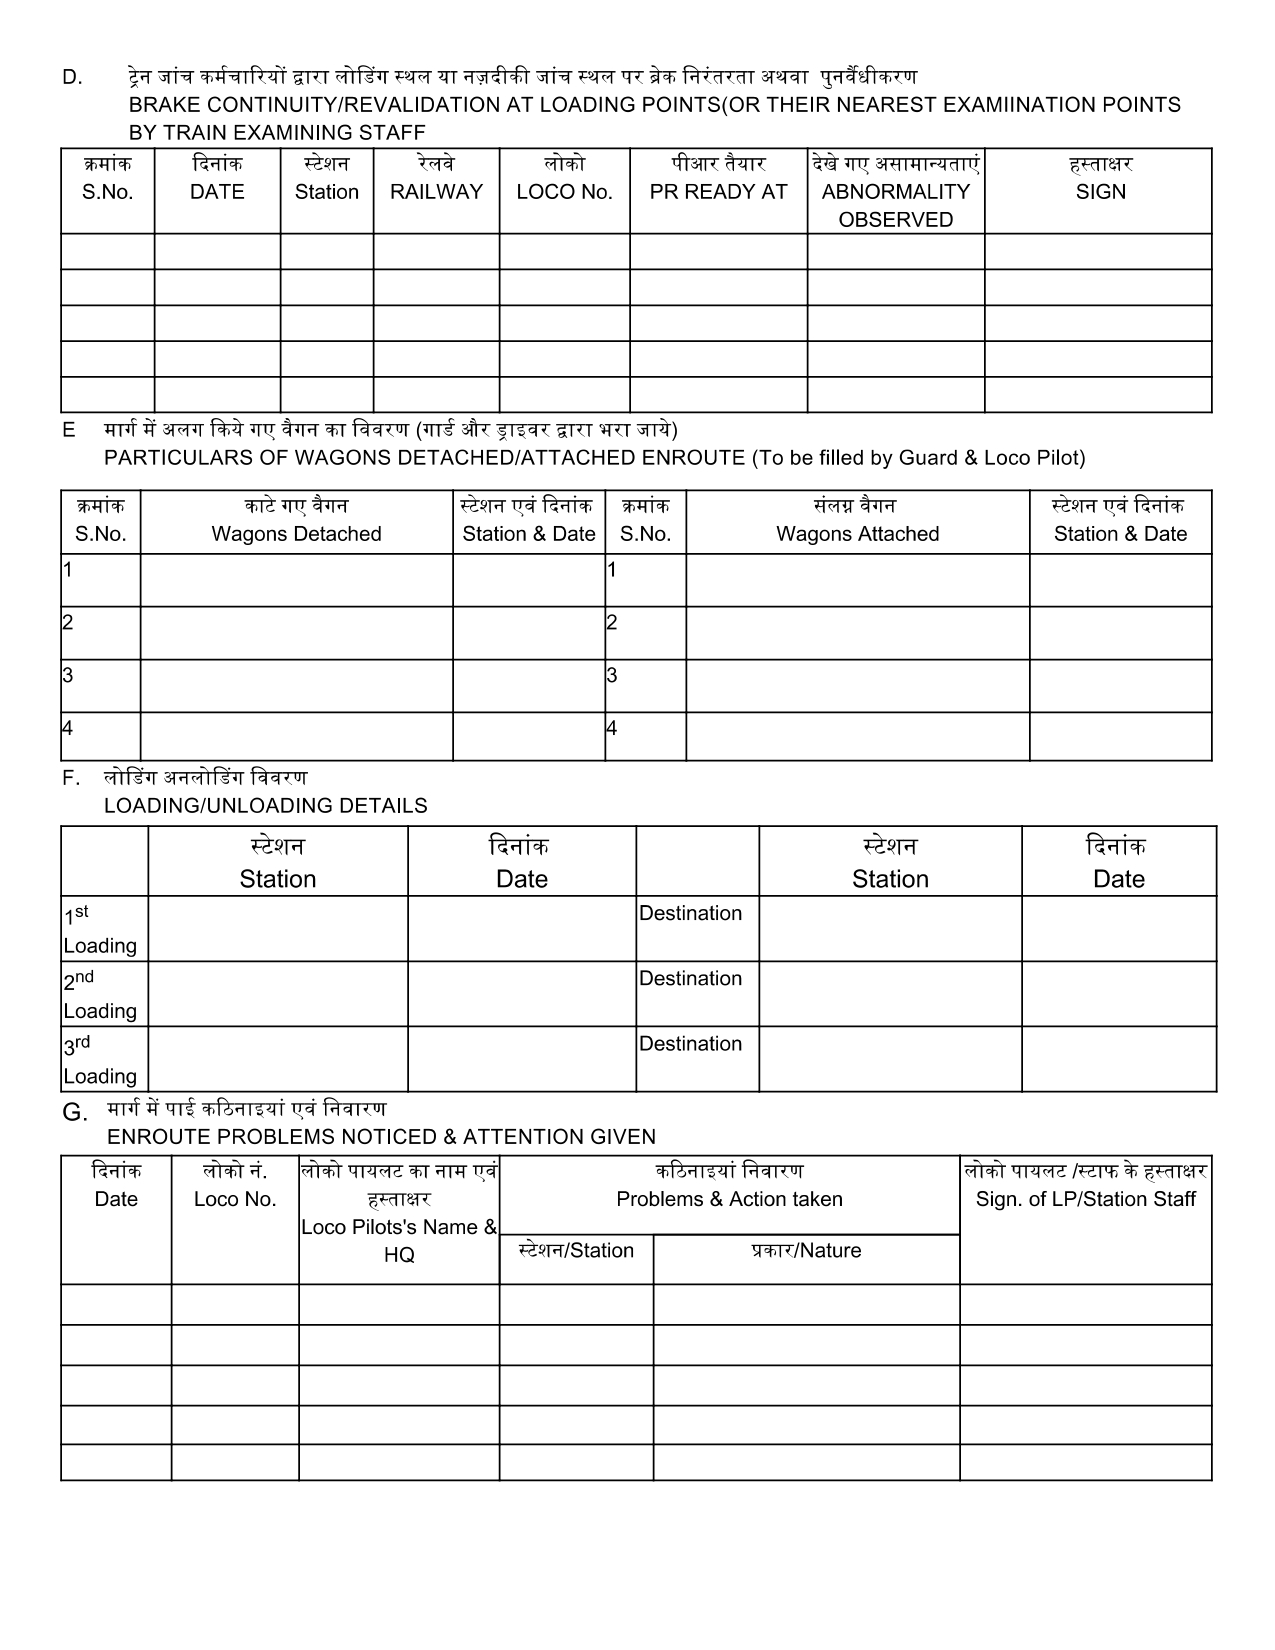 D. ट्रेन जांच कर्मचारियों द्वारा लोडिंग स्थल या नज़दीकी जांच स्थल पर ब्रेक निरंतरता अथवा पुनर्वैधीकरण
BRAKE CONTINUITY/REVALIDATION AT LOADING POINTS(OR THEIR NEAREST EXAMIINATION POINTS
BY TRAIN EXAMINING STAFF
क्रमांक दिनांक स्टेशन रेलवे लोको पीआर तैयार देखे गए असामान्यताएं हस्ताक्षर
S.No. DATE Station RAILWAY LOCO No. PR READY AT ABNORMALITY SIGN
OBSERVED
E मार्ग में अलग किये गए वैगन का विवरण (गार्ड और ड्राइवर द्वारा भरा जाये)
PARTICULARS OF WAGONS DETACHED/ATTACHED ENROUTE (To be filled by Guard & Loco Pilot)
क्रमांक काटे गए वैगन स्टेशन एवं दिनांक क्रमांक संलग्न वैगन स्टेशन एवं दिनांक
S.No. Wagons Detached Station & Date S.No. Wagons Attached Station & Date
1 1
2 2
3 3
4 4
F. लोडिंग अनलोडिंग विवरण
LOADING/UNLOADING DETAILS
स्टेशन दिनांक स्टेशन दिनांक
Station Date Station Date
1st Destination
Loading
2nd Destination
Loading
3rd Destination
Loading
G. मार्ग में पाई कठिनाइयां एवं निवारण
ENROUTE PROBLEMS NOTICED & ATTENTION GIVEN
दिनांक लोको नं. लोको पायलट का नाम एवं कठिनाइयां निवारण लोको पायलट /स्टाफ के हस्ताक्षर
Date Loco No. हस्ताक्षर Problems & Action taken Sign. of LP/Station Staff
Loco Pilots's Name &
HQ स्टेशन/Station प्रकार/Nature